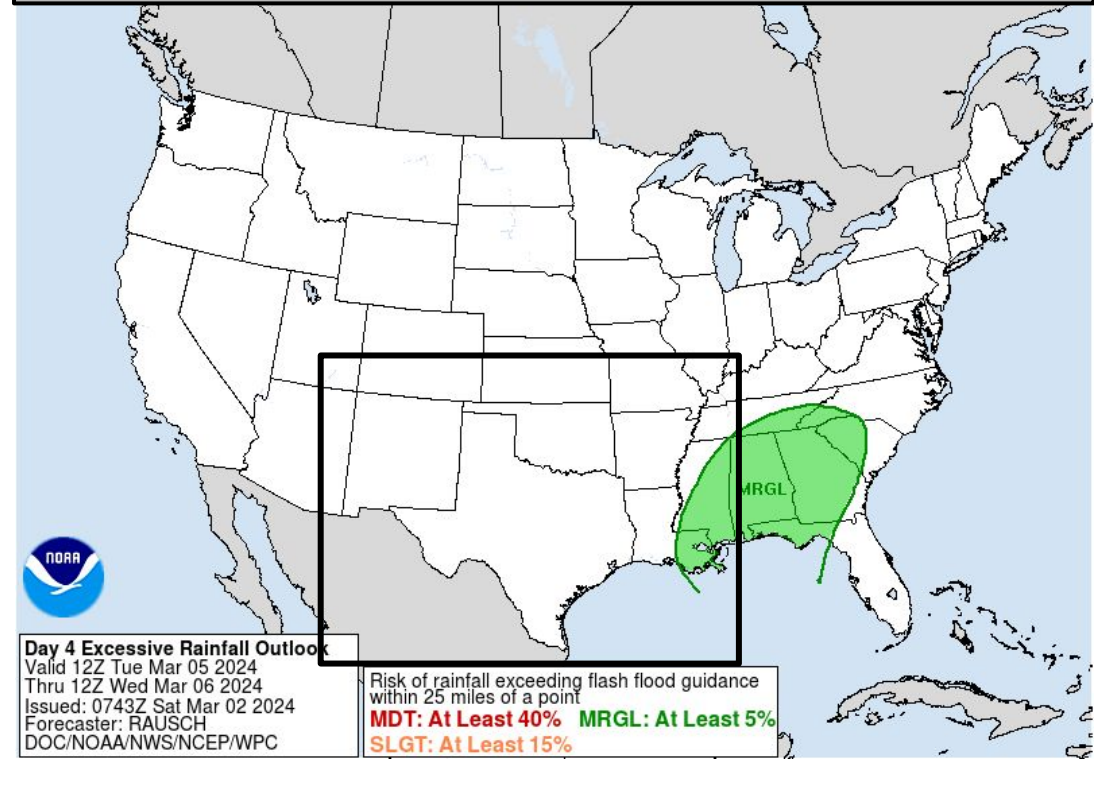 MRGL
NOAA
Day 4 Excessive Rainfall Outlook
Valid 12Z Tue Mar 05 2024
Thru 12Z Wed Mar 06 2024
Issued: 0743Z Sat Mar 02 2024
Forecaster: RAUSCH
DOC/NOAA/NWS/NCEP/WPC
Risk of rainfall exceeding flash flood guidance
within 25 miles of a point
MDT: At Least 40% MRGL: At Least 5%
SLGT: At Least 15%